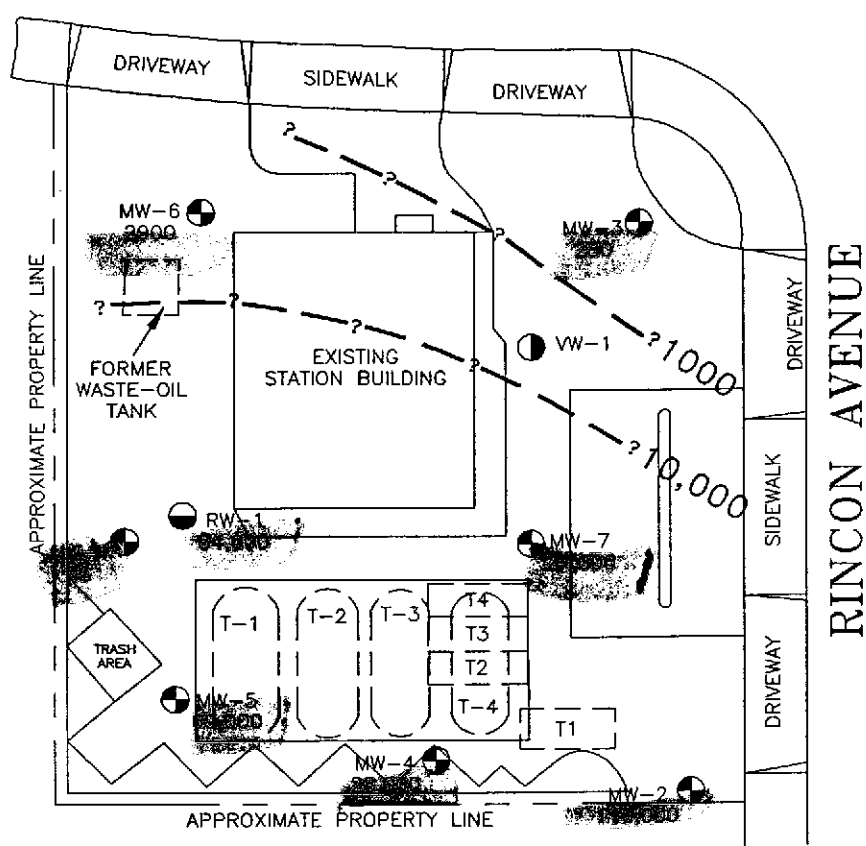 DRIVEWAY
SIDEWALK
DRIVEWAY
?
?
MW-6
2900
MW-3
?
DRIVEWAY
RINCON AVENUE
APPROXIMATE PROPERTY LINE
?
?
?
?
1000
VW-1
FORMER
WASTE-OIL
TANK
EXISTING
STATION BUILDING
?
?
10,000
SIDEWALK
RW-1
MW-7
T-1
T-2
T-3
T4
T3
T2
T-4
TRASH
AREA
MW-5
T1
DRIVEWAY
MW-4
MW-2
APPROXIMATE PROPERTY LINE